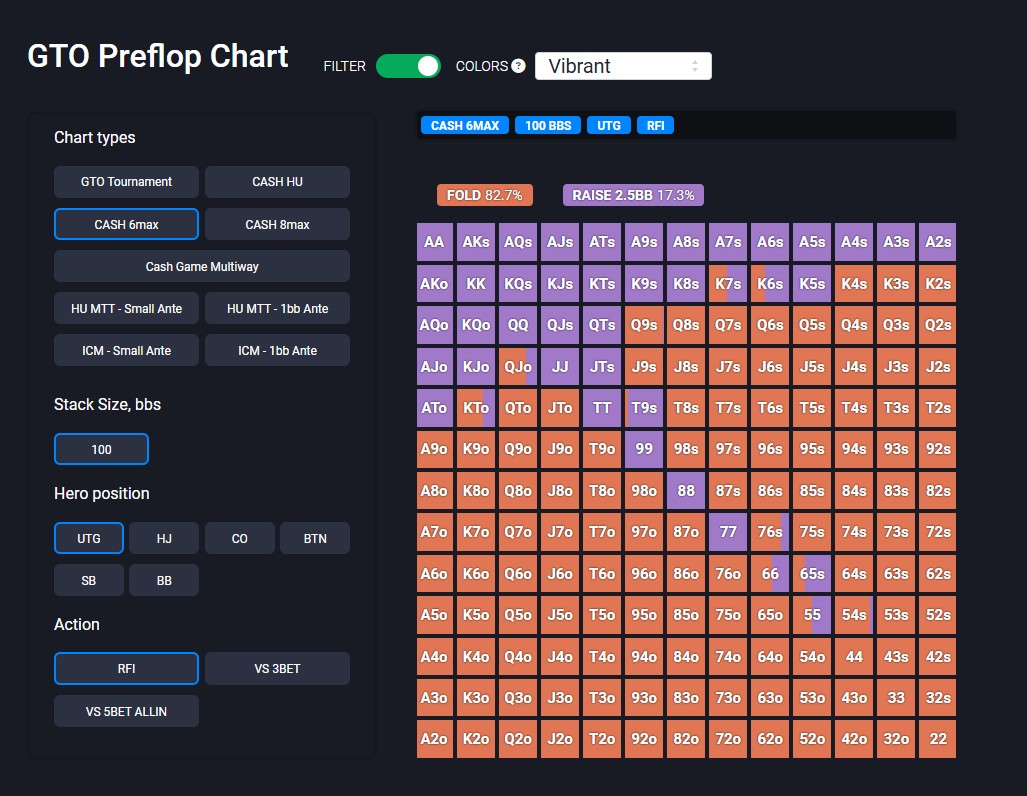 GTO Preflop Chart
FILTER COLORS ? Vibrant
Chart types
GTO Tournament CASH HU
CASH 6max CASH 8max
Cash Game Multiway
HU MTT - Small Ante HU MTT - 1bb Ante
ICM - Small Ante ICM - 1bb Ante
Stack Size, bbs
100
Hero position
UTG HJ CO BTN
SB BB
Action
RFI VS 3BET
VS 5BET ALLIN
CASH 6MAX 100 BBS UTG RFI
FOLD 82.7% RAISE 2.5BB 17.3%
AA AKs AQs AJs ATs A9s A8s A7s A6s A5s A4s A3s A2s
AKo KK KQs KJs KTs K9s K8s K7s K6s K5s K4s K3s K2s
AQo KQo QQ QJs QTs Q9s Q8s Q7s Q6s Q5s Q4s Q3s Q2s
AJo KJo QJo JJ JTs J9s J8s J7s J6s J5s J4s J3s J2s
ATo KTo QTo JTo TT T9s T8s T7s T6s T5s T4s T3s T2s
A9o K9o Q9o J9o T9o 99 98s 97s 96s 95s 94s 93s 92s
A8o K8o Q8o J8o T8o 98o 88 87s 86s 85s 84s 83s 82s
A7o K7o Q7o J7o T7o 97o 87o 77 76s 75s 74s 73s 72s
A6o K6o Q6o J6o T6o 96o 86o 76o 66 65s 64s 63s 62s
A5o K5o Q5o J5o T5o 95o 85o 75o 65o 55 54s 53s 52s
A4o K4o Q4o J4o T4o 94o 84o 74o 64o 54o 44 43s 42s
A3o K3o Q3o J3o T3o 93o 83o 73o 63o 53o 43o 33 32s
A2o K2o Q2o J2o T2o 92o 82o 72o 62o 52o 42o 32o 22